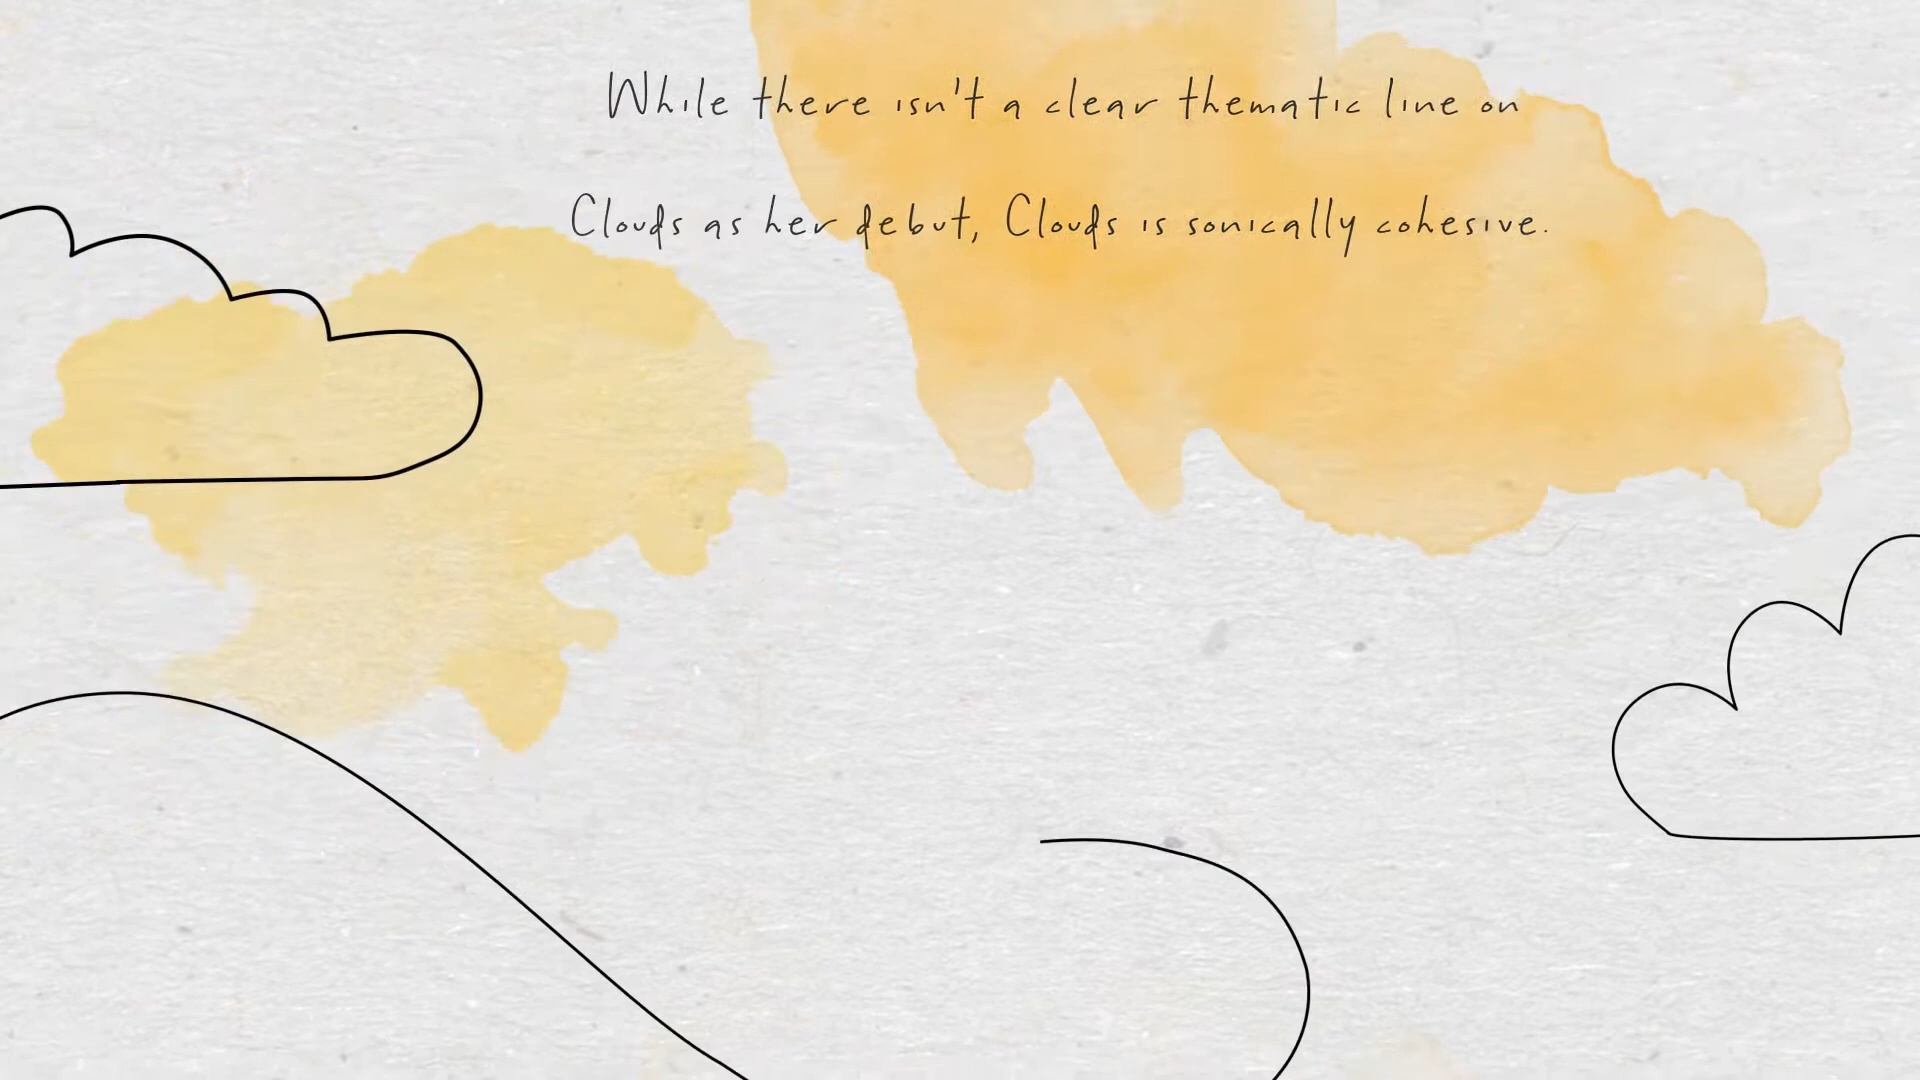 While there isn't a clear thematic line on
Clouds as her debut, Clouds is sonically cohesive.